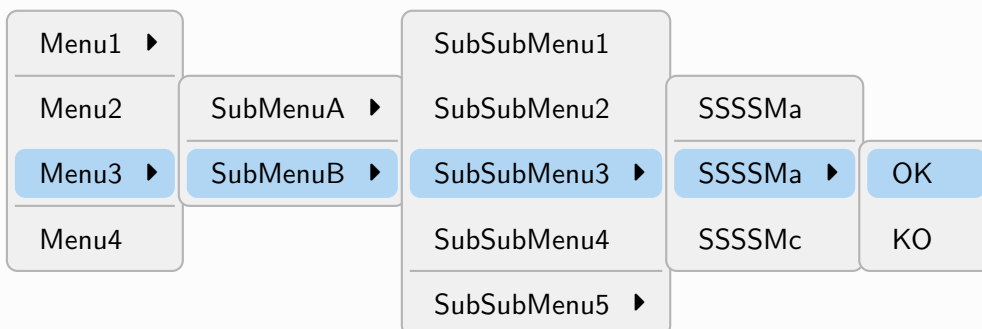 Menu1
Menu2
Menu3
Menu4
SubMenuA
SubMenuB
SubSubMenu1
SubSubMenu2
SubSubMenu3
SubSubMenu4
SubSubMenu5
SSSSMa
SSSSMa
SSSSMc
OK
KO